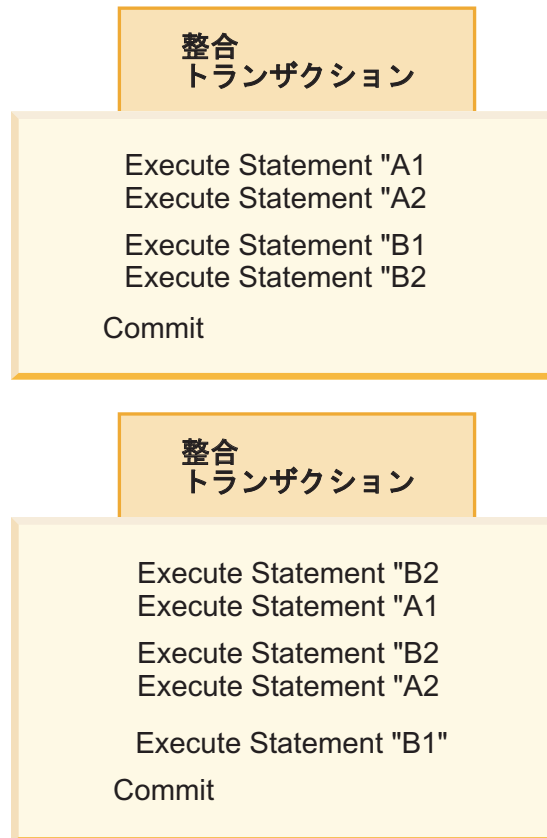 整合
トランザクション
Execute Statement "A1
Execute Statement "A2
Execute Statement "B1
Execute Statement "B2
Commit
整合
トランザクション
Execute Statement "B2
Execute Statement "A1
Execute Statement "B2
Execute Statement "A2
Execute Statement "B1"
Commit